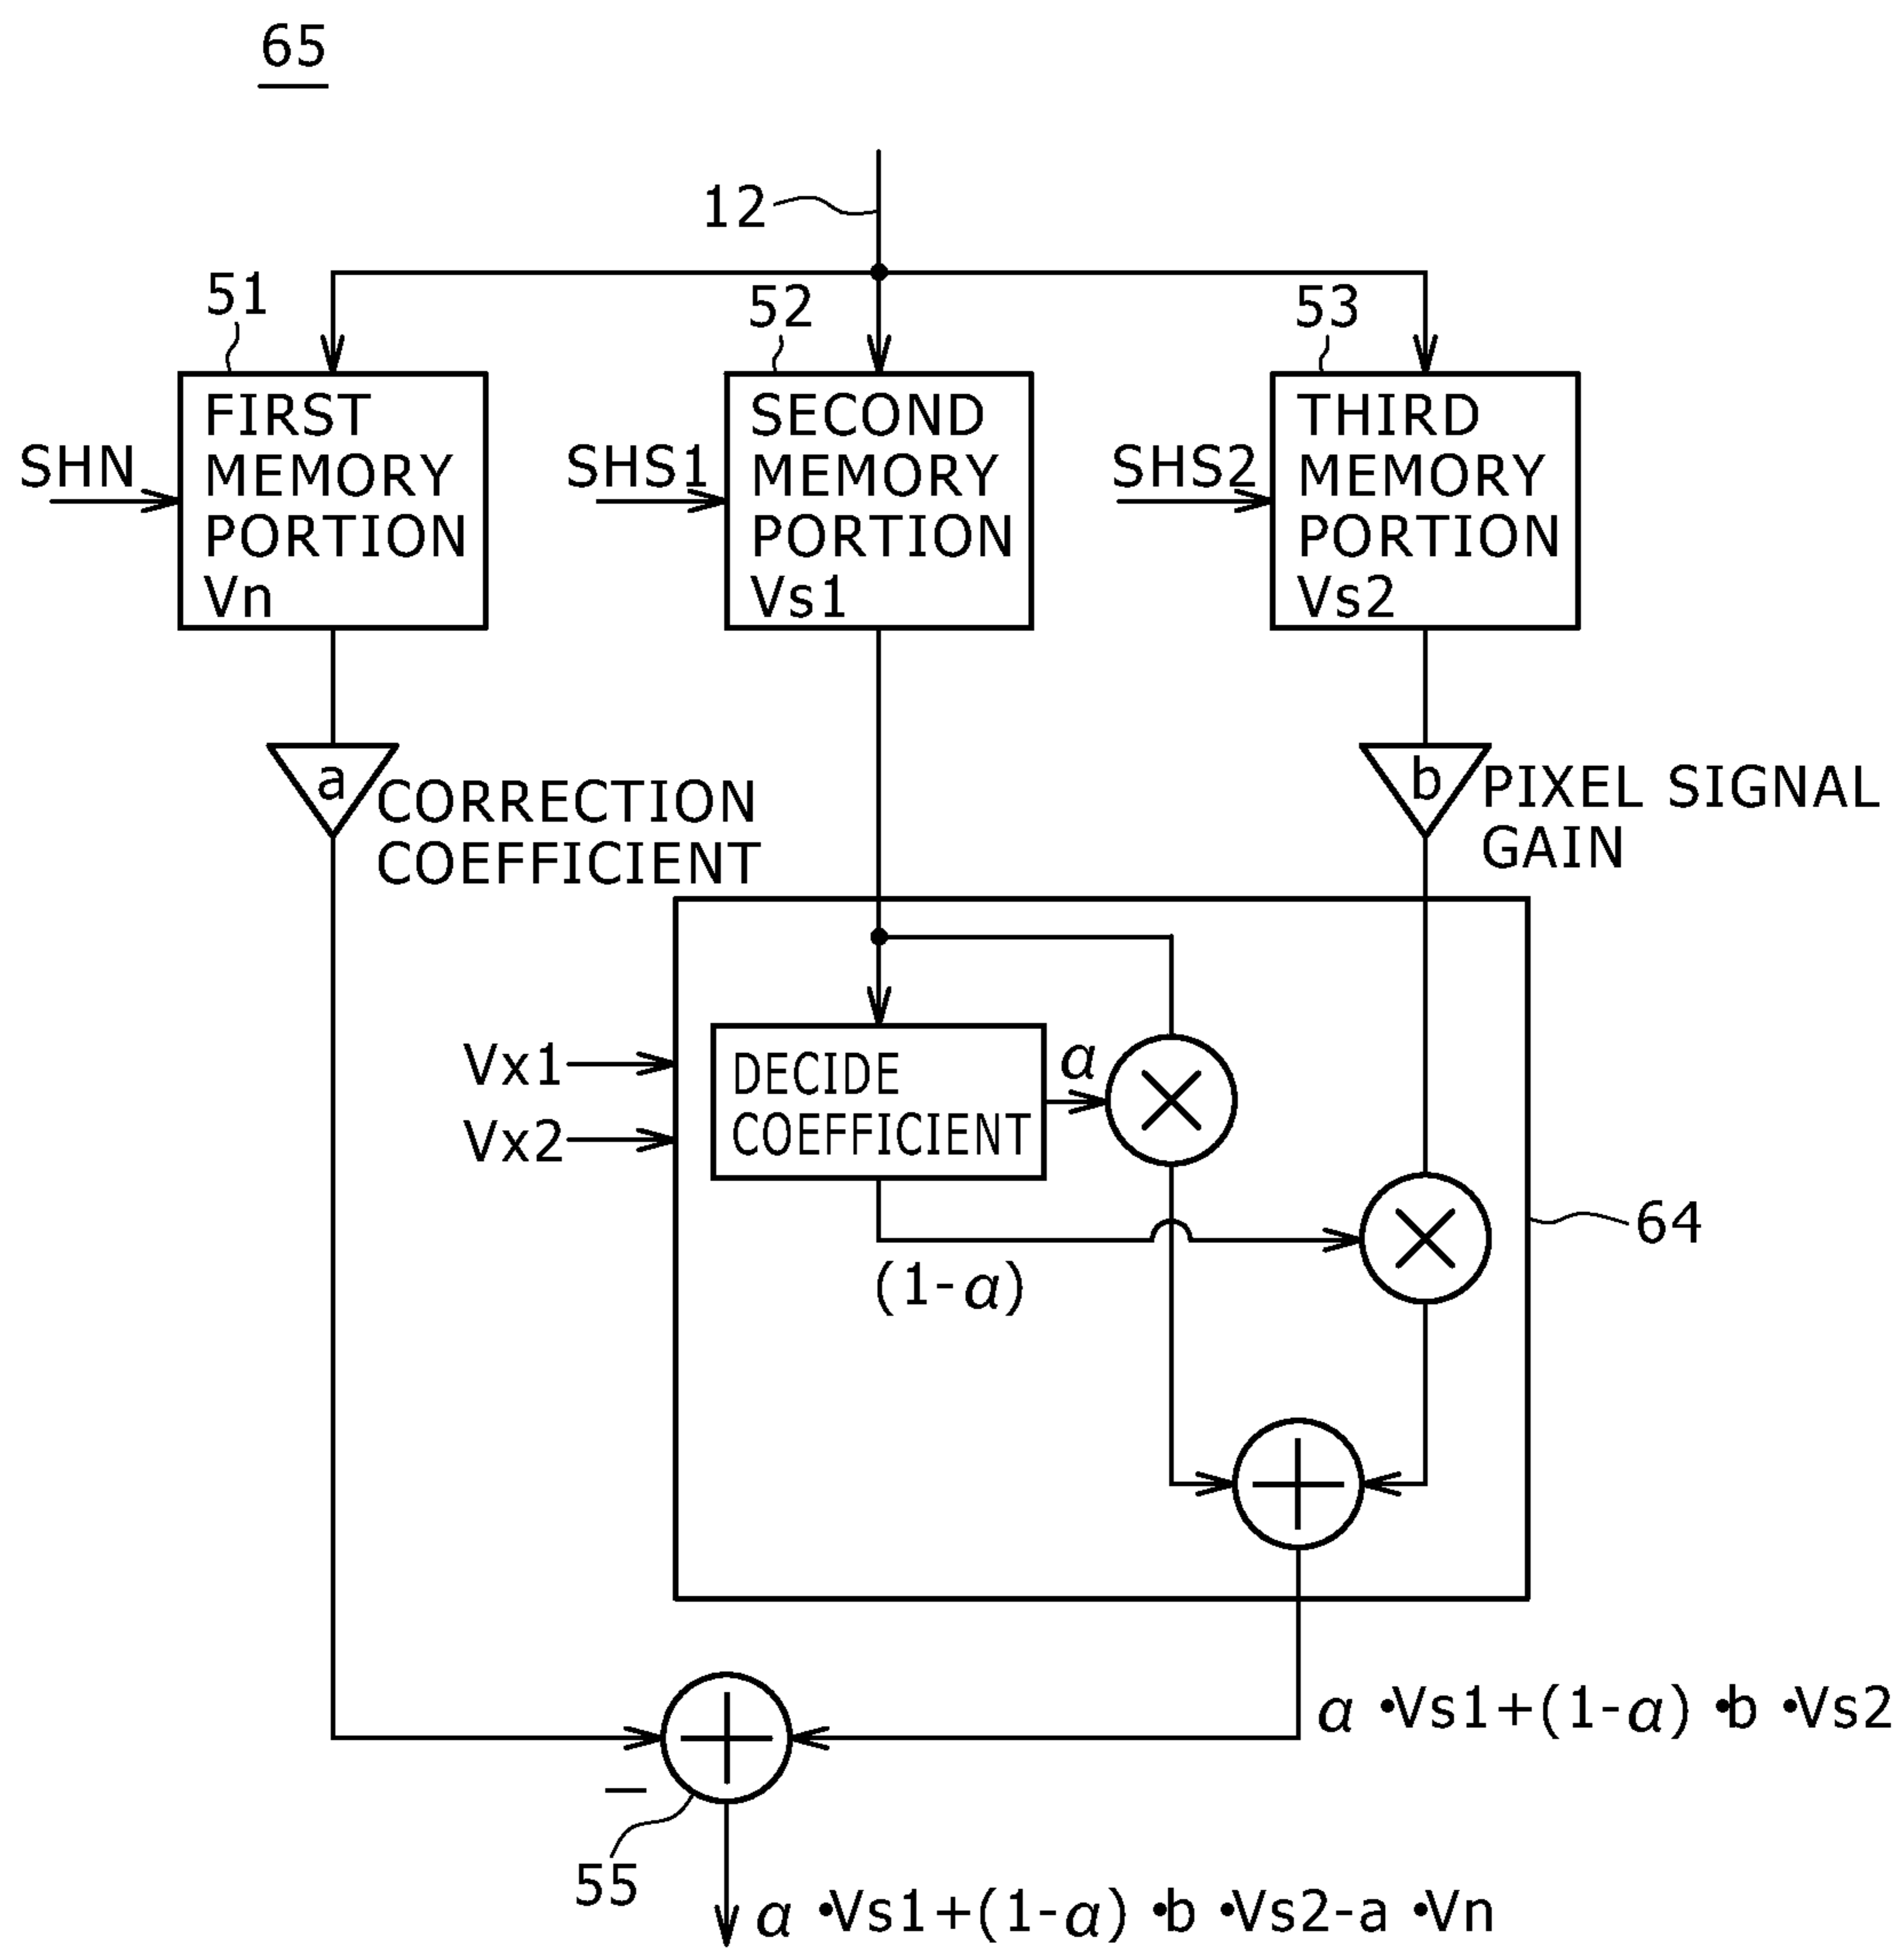 65
12
51
52
53
FIRST
MEMORY
PORTION
Vn
SHN
SECOND
MEMORY
PORTION
Vs1
SHS1
THIRD
MEMORY
PORTION
Vs2
SHS2
a
CORRECTION
COEFFICIENT
b
PIXEL SIGNAL
GAIN
Vx1
Vx2
DECIDE
COEFFICIENT
α
(1-α)
64
α・Vs1+(1-α)・b・Vs2
−
55
α・Vs1+(1-α)・b・Vs2-a・Vn